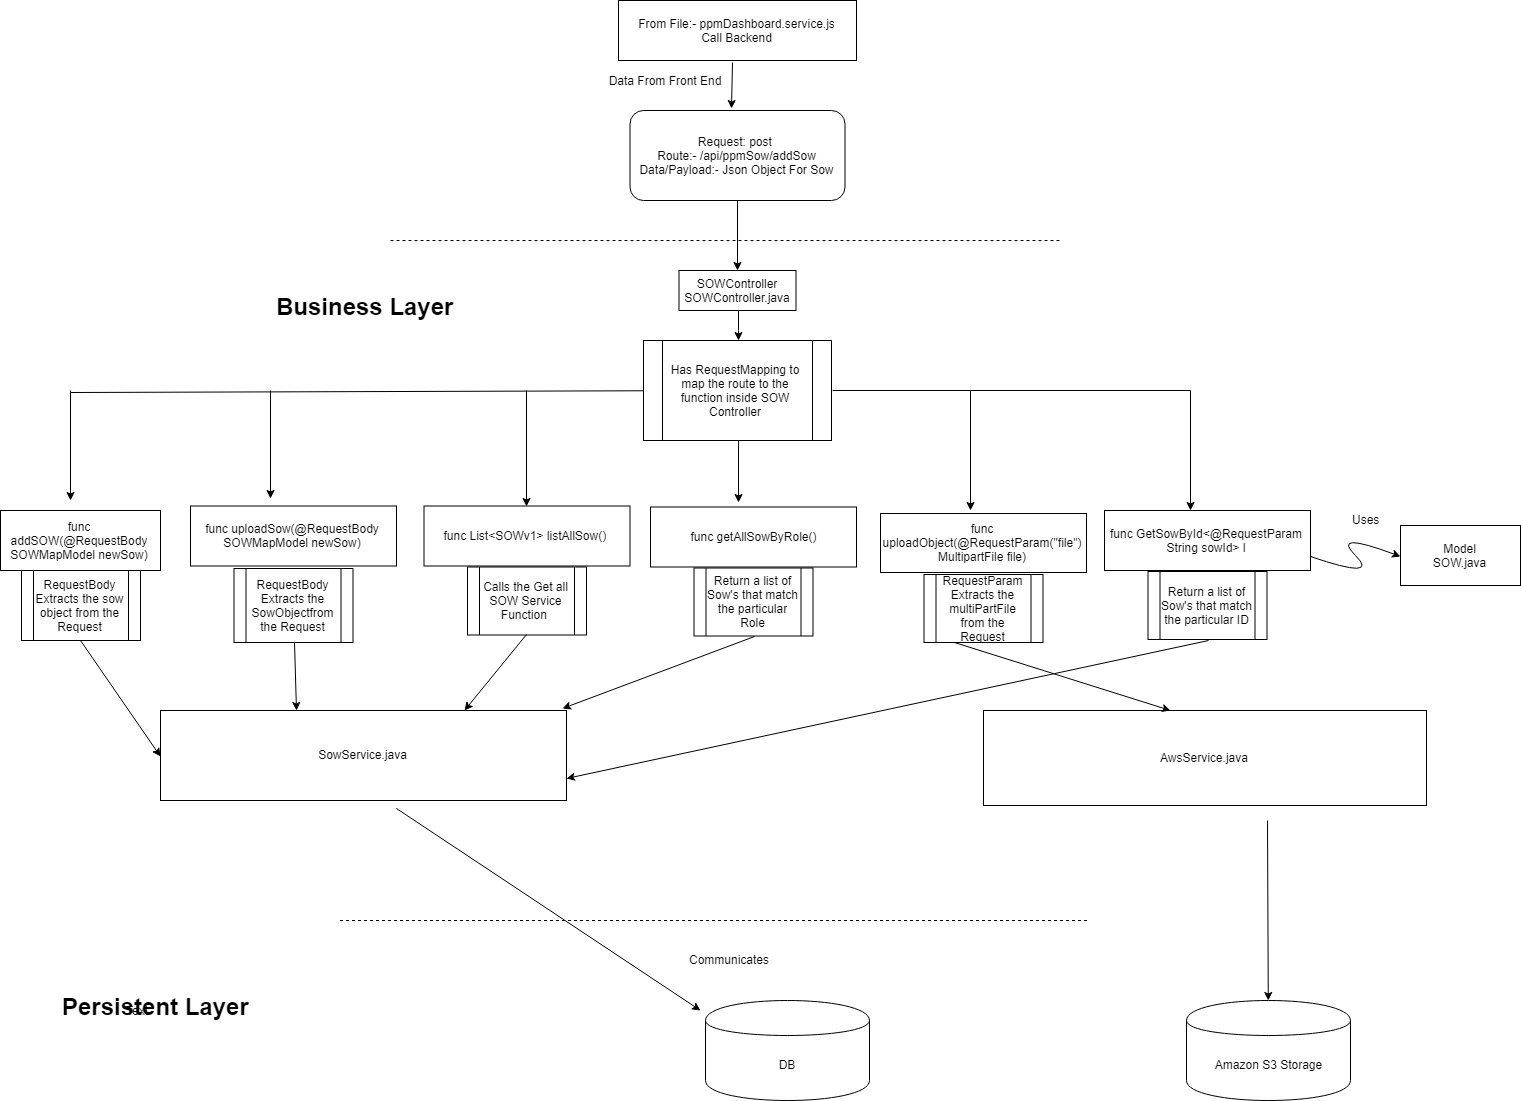 From File:- ppmDashboard.service.js
Call Backend
Data From Front End
Request: post
Route:- /api/ppmSow/addSow
Data/Payload:- Json Object For Sow
SOWController
SOWController.java
Business Layer
Has RequestMapping to
map the route to the
function inside SOW
Controller
func
addSOW(@RequestBody
SOWMapModel newSow)
func uploadSow(@RequestBody
SOWMapModel newSow)
func List<SOWv1> listAllSow()
func getAllSowByRole()
func
uploadObject(@RequestParam("file")
MultipartFile file)
func GetSowById<@RequestParam
String sowId> I
Uses
Model
SOW.java
RequestBody
Extracts the sow
object from the
Request
RequestBody
Extracts the
SowObjectfrom
the Request
Calls the Get all
SOW Service
Function
Return a list of
Sow's that match
the particular
Role
RequestParam
Extracts the
multiPartFile
from the
Request
Return a list of
Sow's that match
the particular ID
SowService.java
AwsService.java
Communicates
Persistent Layer
Text
DB
Amazon S3 Storage